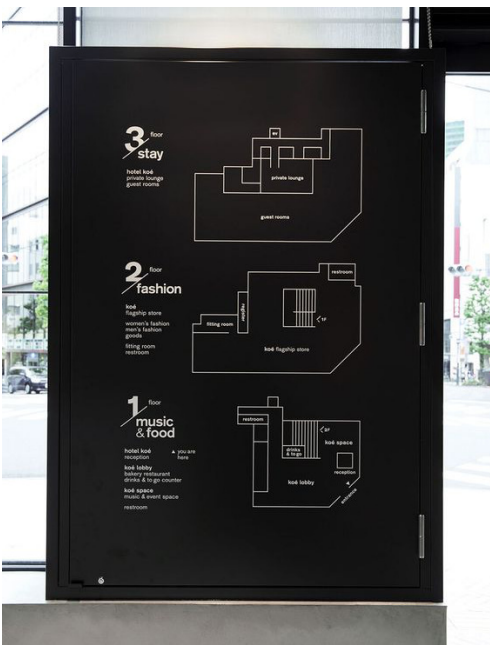 3 floor
stay
hotel koé
private lounge
guest rooms
EV
private lounge
guest rooms
2 floor
fashion
koé
flagship store
women's fashion
men's fashion
goods
fitting room
restroom
restroom
register
fitting room
1F
koé flagship store
1 floor
music
& food
hotel koé
reception
▲ you are
here
koé lobby
bakery restaurant
drinks & to go counter
koé space
music & event space
restroom
restroom
2F
koé space
drinks
& to go
reception
koé lobby
entrance